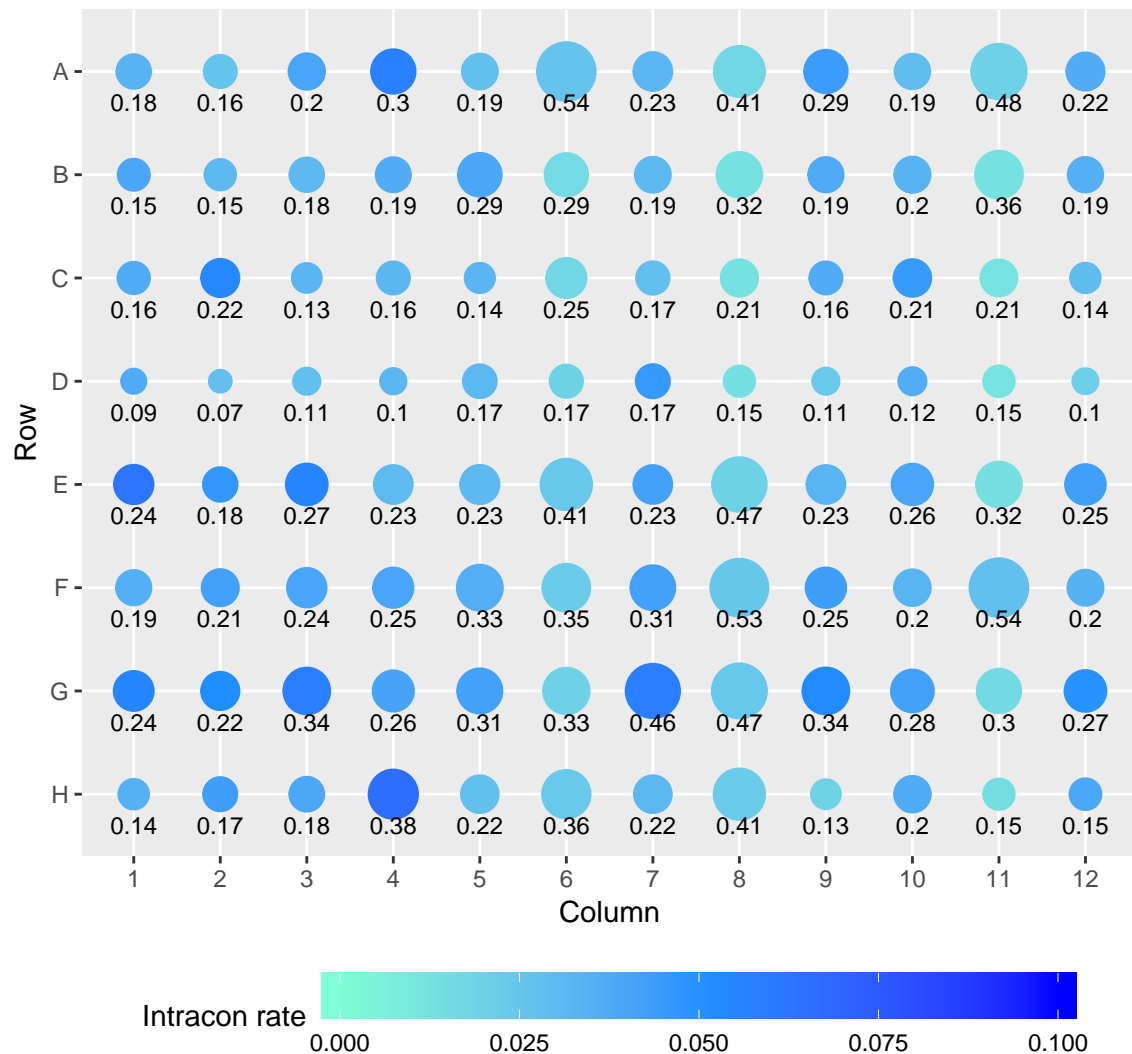 A
0.18 0.16 0.2 0.3 0.19 0.54 0.23 0.41 0.29 0.19 0.48 0.22
B
0.15 0.15 0.18 0.19 0.29 0.29 0.19 0.32 0.19 0.2 0.36 0.19
C
0.16 0.22 0.13 0.16 0.14 0.25 0.17 0.21 0.16 0.21 0.21 0.14
D
0.09 0.07 0.11 0.1 0.17 0.17 0.17 0.15 0.11 0.12 0.15 0.1
Row
E
0.24 0.18 0.27 0.23 0.23 0.41 0.23 0.47 0.23 0.26 0.32 0.25
F
0.19 0.21 0.24 0.25 0.33 0.35 0.31 0.53 0.25 0.2 0.54 0.2
G
0.24 0.22 0.34 0.26 0.31 0.33 0.46 0.47 0.34 0.28 0.3 0.27
H
0.14 0.17 0.18 0.38 0.22 0.36 0.22 0.41 0.13 0.2 0.15 0.15
1 2 3 4 5 6 7 8 9 10 11 12
Column
Intracon rate
0.000 0.025 0.050 0.075 0.100